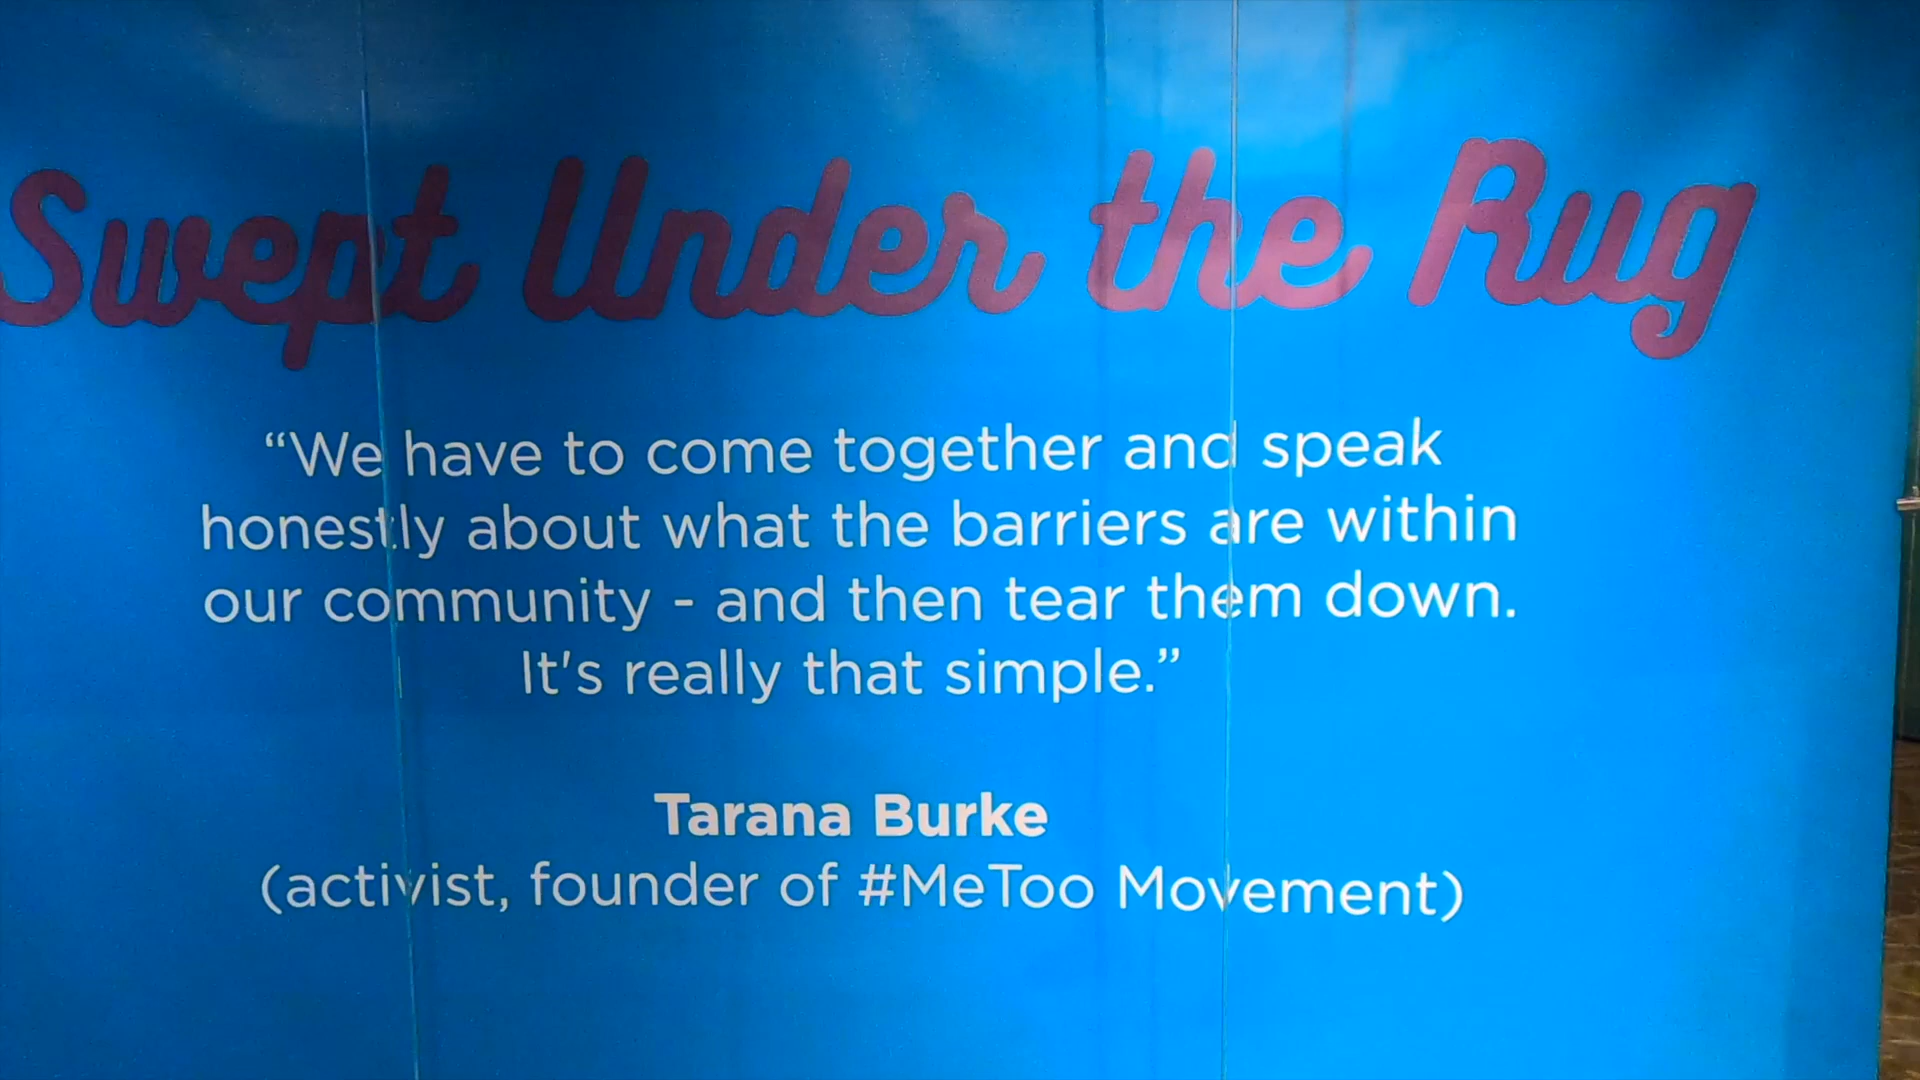 Swept Under the Rug
“We have to come together and speak
honestly about what the barriers are within
our community - and then tear them down.
It's really that simple.”
Tarana Burke
(activist, founder of #MeToo Movement)